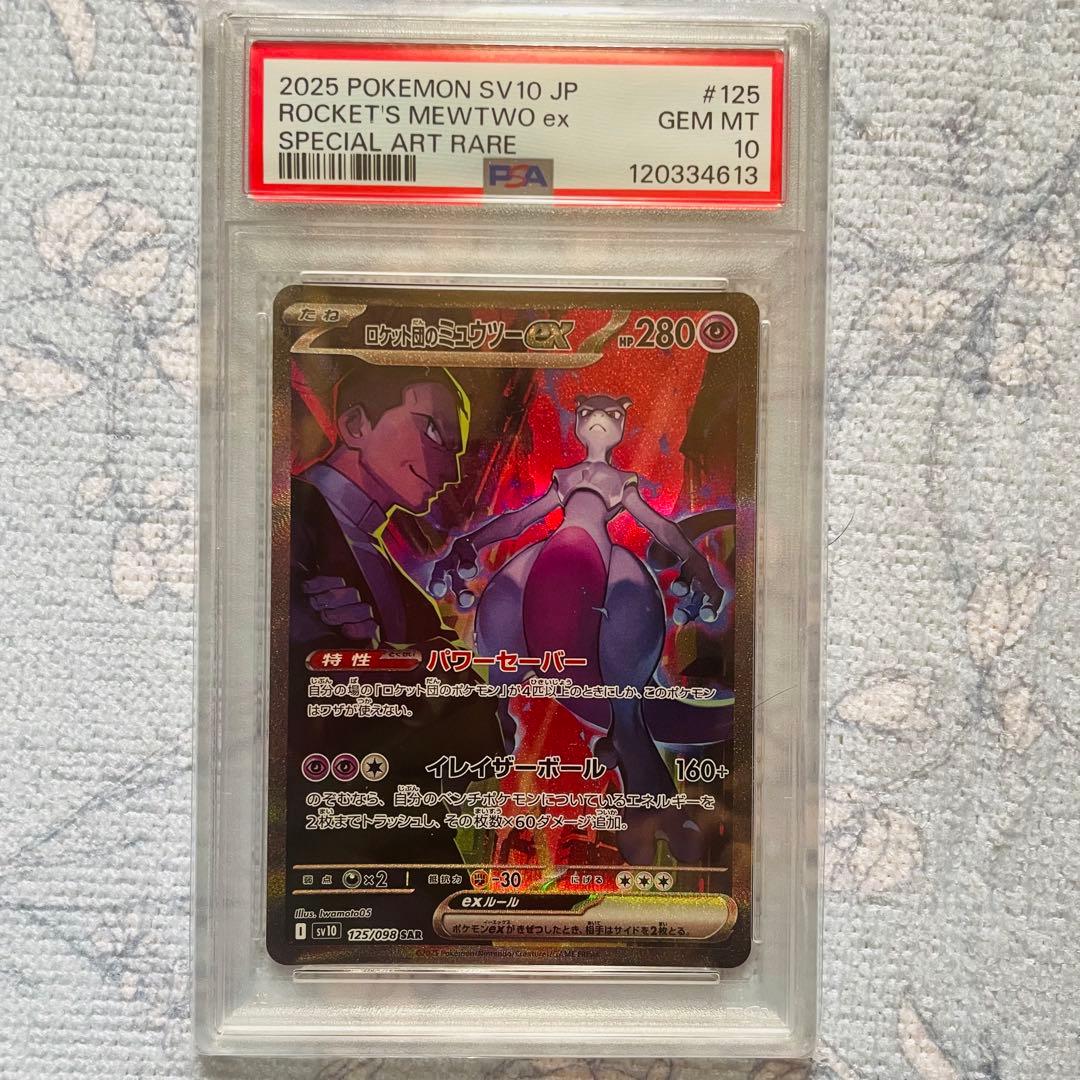 2025 POKEMON SV10 JP #125
ROCKET'S MEWTWO ex GEM MT
SPECIAL ART RARE 10
PSA 120334613
たね
ロケット団のミュウツーex HP 280
特性 パワーセーバー
自分の場の「ロケット団のポケモン」が4匹以上のときにしか、このポケモン
はワザが使えない。
イレイザーボール 160+
のぞむなら、自分のベンチポケモンについているエネルギーを
2枚までトラッシュし、その枚数×60ダメージ追加。
弱点 ×2 抵抗力 -30 にげる
exルール
ポケモンexがきぜつしたとき、相手はサイドを2枚とる。
Illus. Iwamoto05
I sv10 125/098 SAR
©2025 Pokémon/Nintendo/Creatures/GAME FREAK